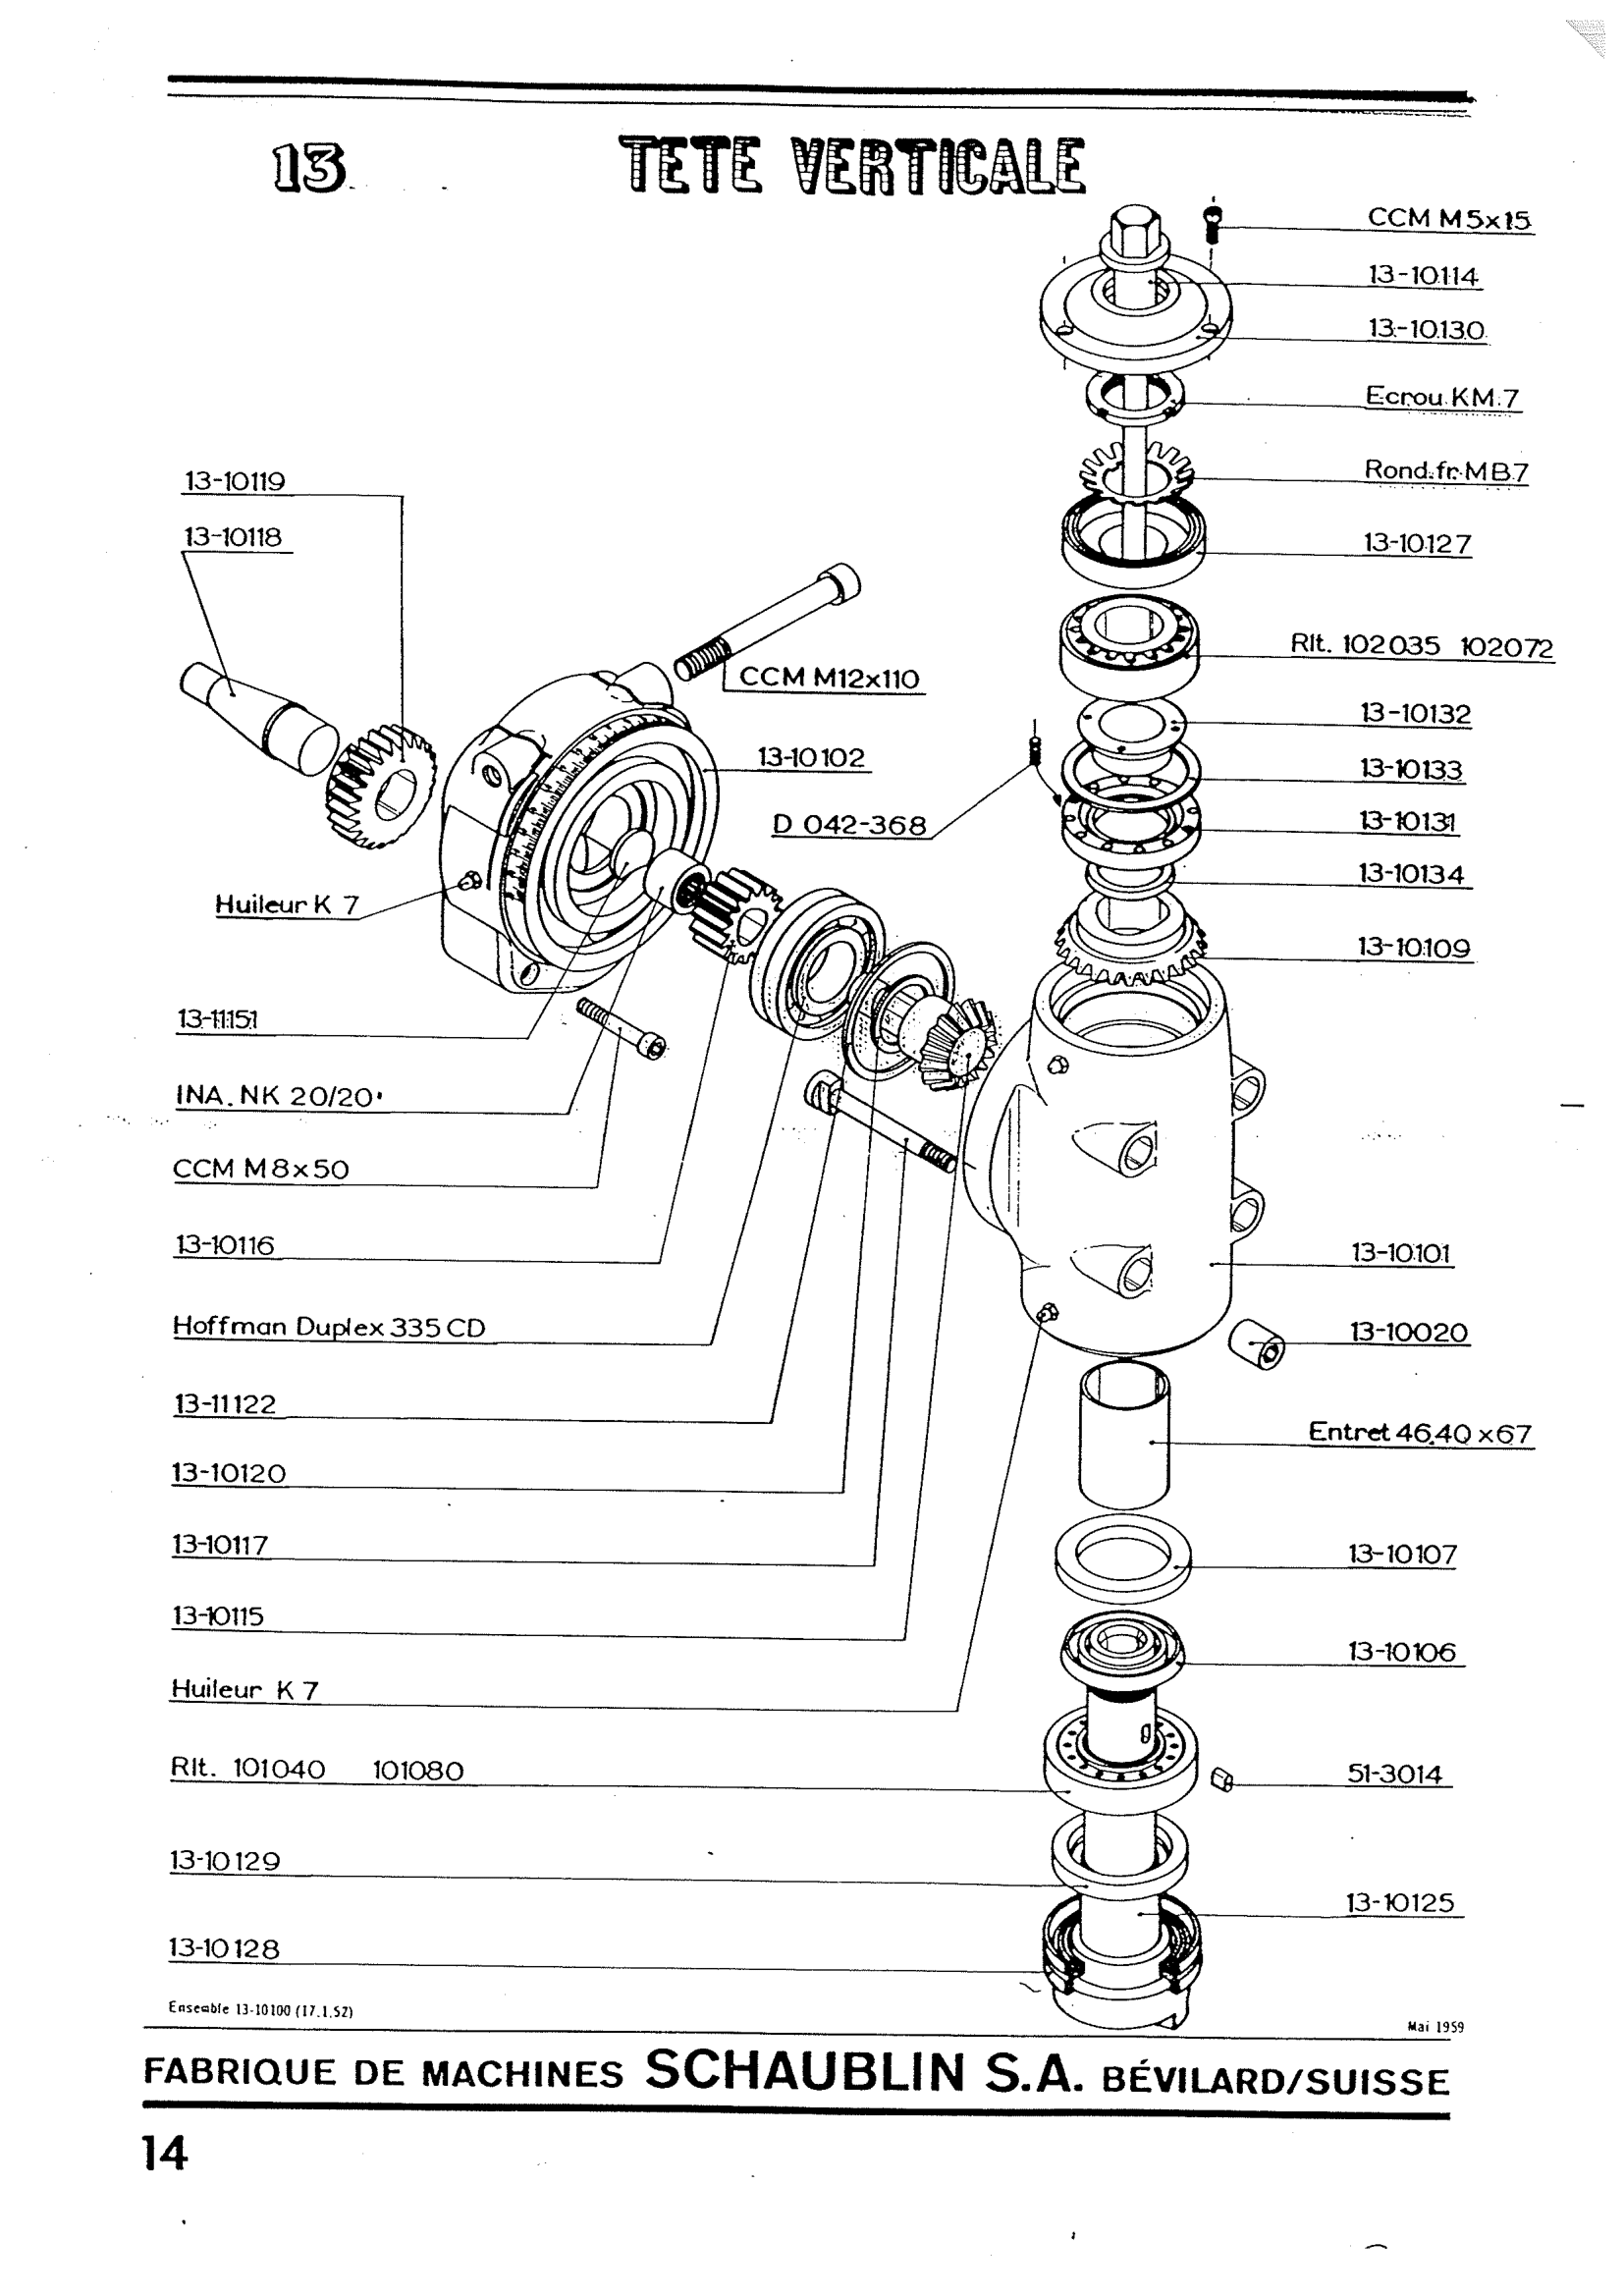 13 TETE VERTICALE
CCM M5x15
13-10114
13-10130
Ecrou KM.7
Rond.fr.MB7
13-10127
Rlt. 102035 102072
13-10132
13-10133
13-10131
13-10134
13-10109
13-10101
13-10020
Entret 46.40 x67
13-10107
13-10106
51-3014
13-10125
13-10119
13-10118
CCM M12x110
13-10102
D 042-368
Huileur K 7
13-11151
INA. NK 20/20
CCM M8x50
13-10116
Hoffman Duplex 335 CD
13-11122
13-10120
13-10117
13-10115
Huileur K 7
Rlt. 101040 101080
13-10129
13-10128
Ensemble 13-10100 (17.1.52)
Mai 1959
FABRIQUE DE MACHINES SCHAUBLIN S.A. BÉVILARD/SUISSE
14